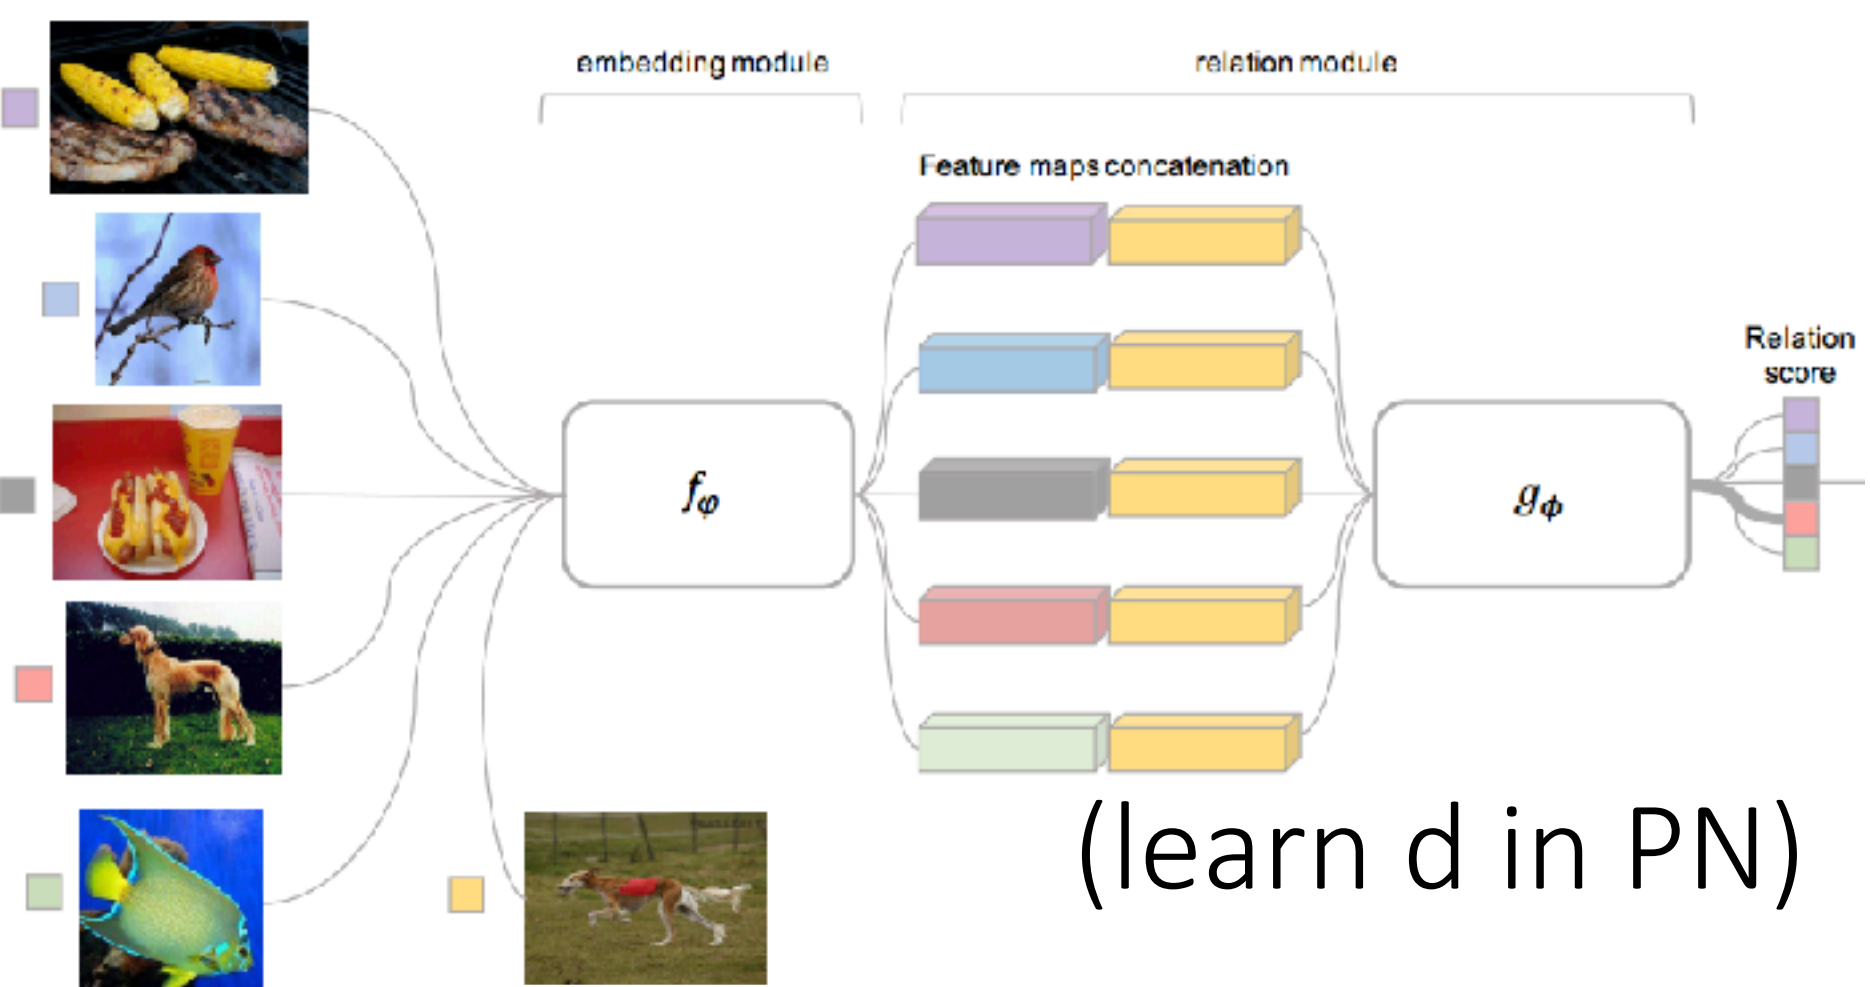 embedding module
relation module
Feature maps concatenation
Relation
score
fφ
gϕ
(learn d in PN)